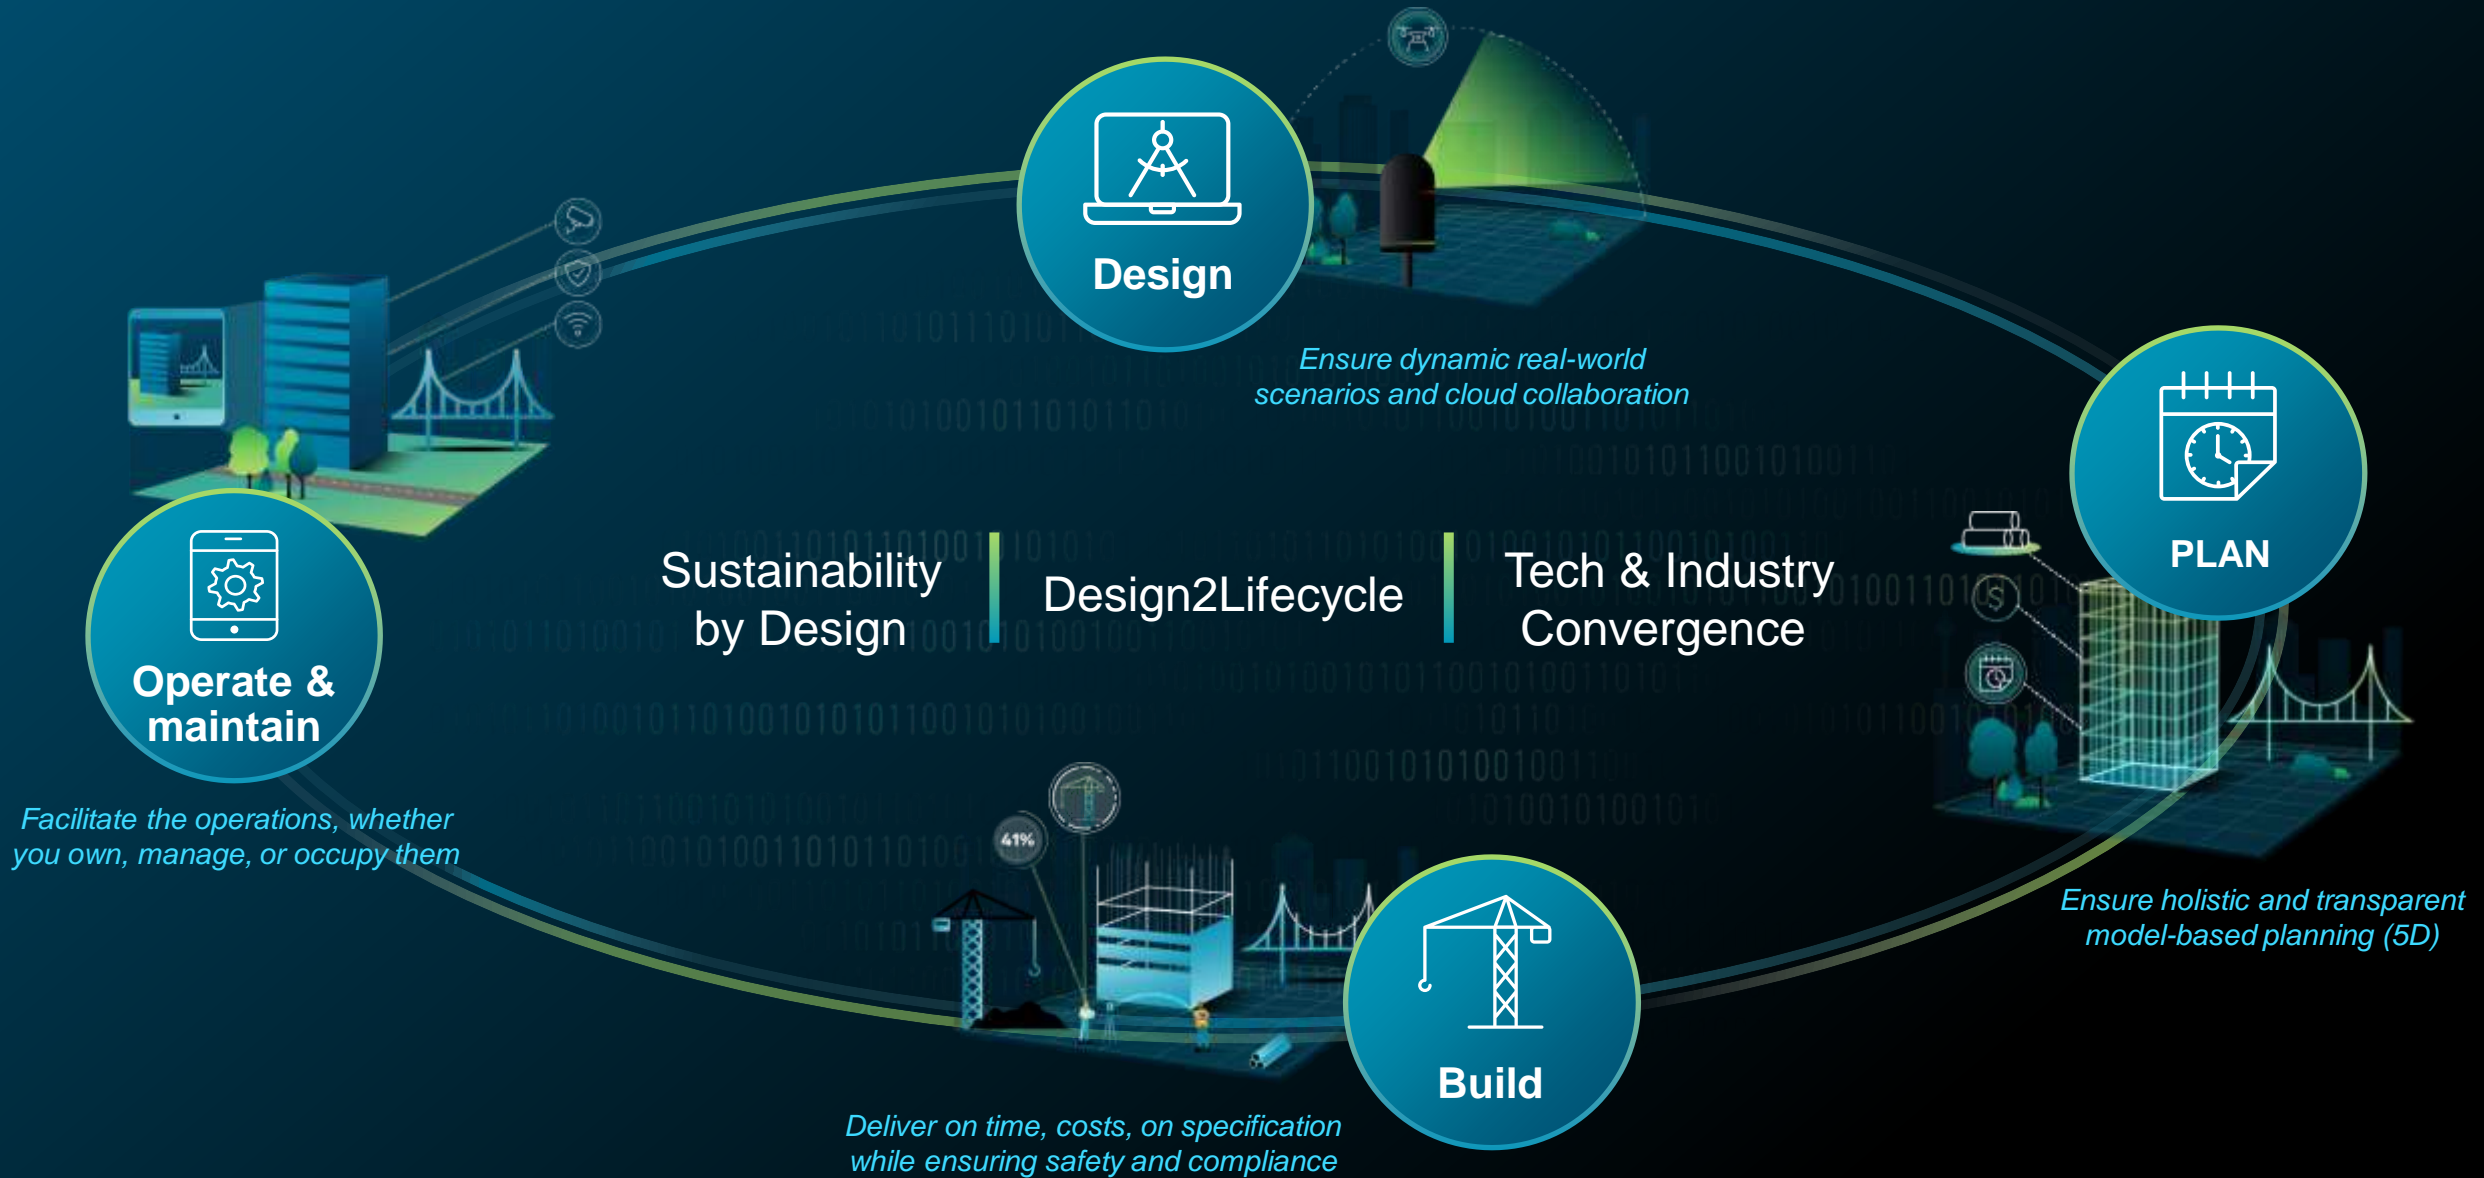 Design
Ensure dynamic real-world
scenarios and cloud collaboration
PLAN
Ensure holistic and transparent
model-based planning (5D)
Sustainability
by Design
Design2Lifecycle
Tech & Industry
Convergence
Operate &
maintain
Facilitate the operations, whether
you own, manage, or occupy them
41%
Build
Deliver on time, costs, on specification
while ensuring safety and compliance
$